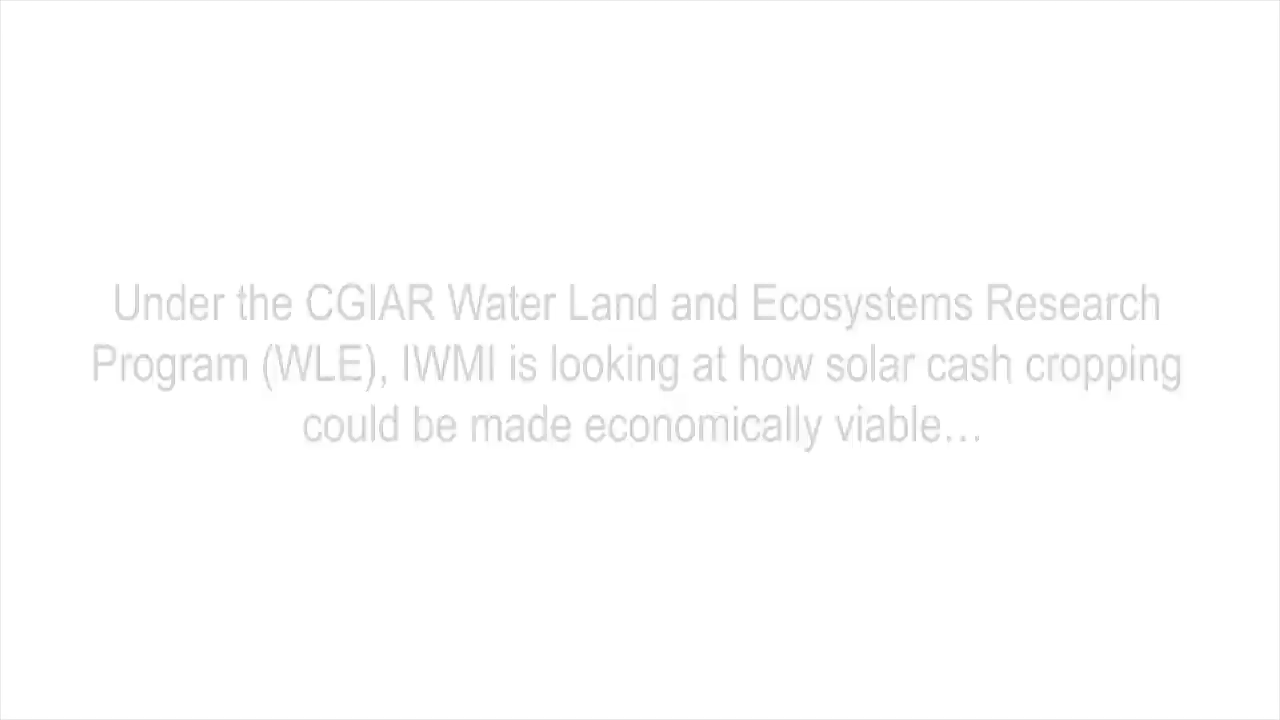 Under the CGIAR Water Land and Ecosystems Research
Program (WLE), IWMI is looking at how solar cash cropping
could be made economically viable…